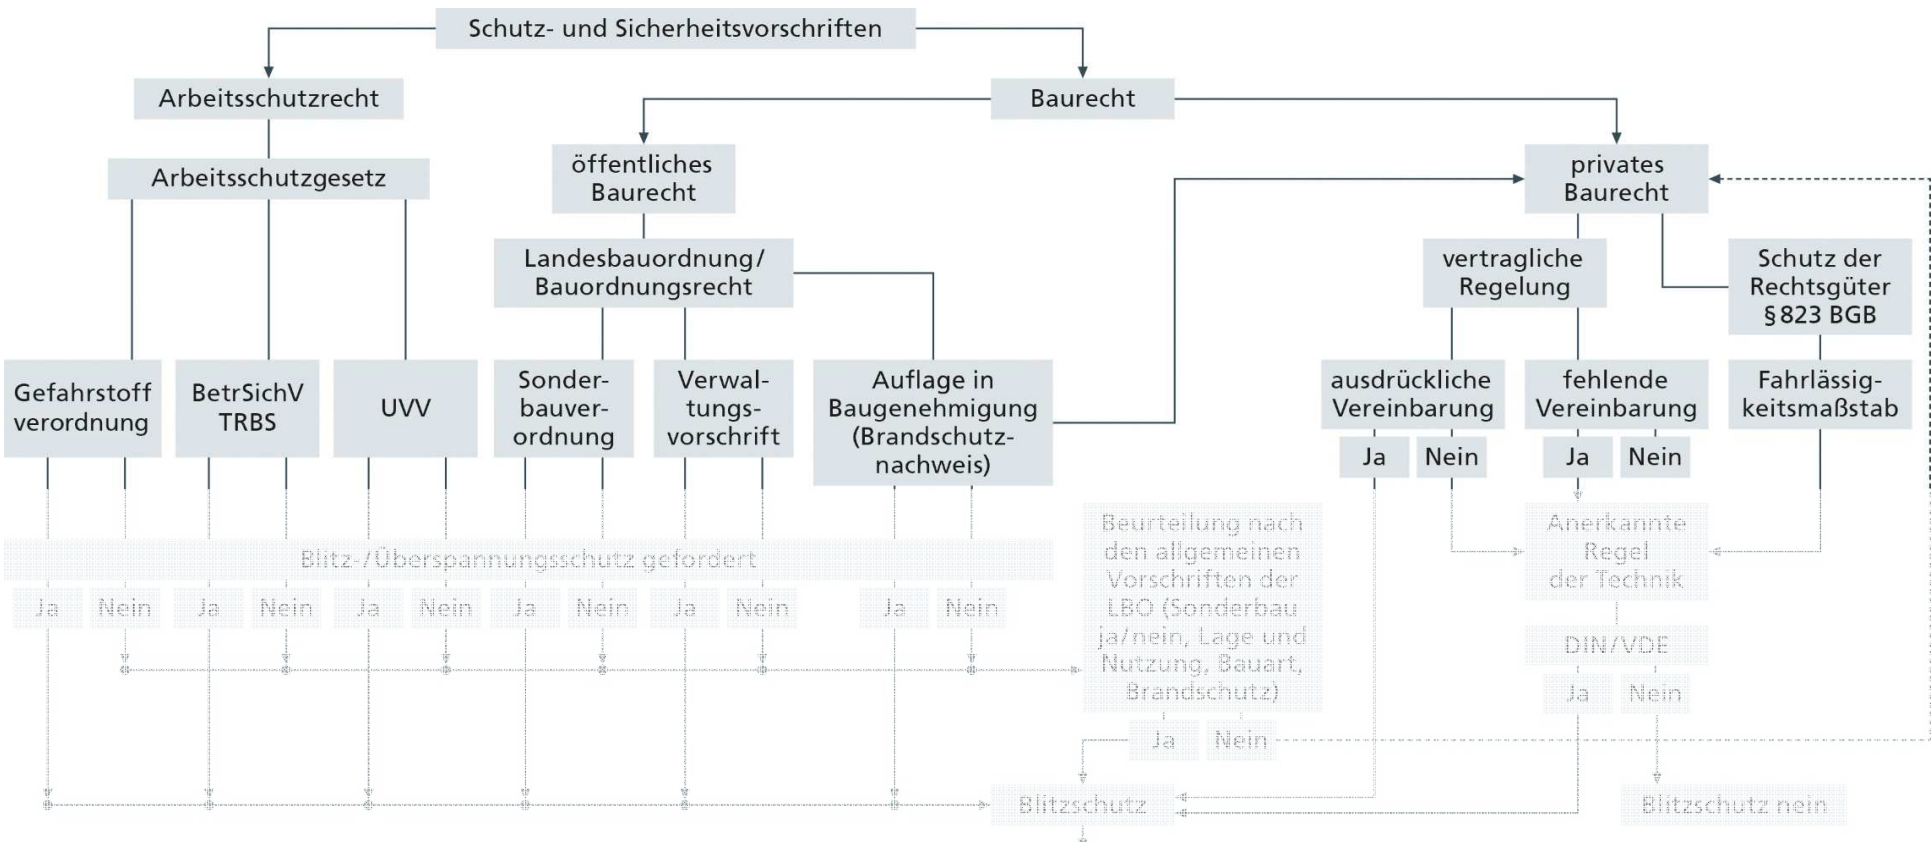 Schutz- und Sicherheitsvorschriften
Arbeitsschutzrecht
Baurecht
Arbeitsschutzgesetz
öffentliches
Baurecht
privates
Baurecht
Landesbauordnung/
Bauordnungsrecht
vertragliche
Regelung
Schutz der
Rechtsgüter
§ 823 BGB
Gefahrstoff
verordnung
BetrSichV
TRBS
UVV
Sonder-
bauver-
ordnung
Verwal-
tungs-
vorschrift
Auflage in
Baugenehmigung
(Brandschutz-
nachweis)
ausdrückliche
Vereinbarung
fehlende
Vereinbarung
Fahrlässig-
keitsmaßstab
Ja
Nein
Ja
Nein
Blitz-/Überspannungsschutz gefordert
Ja
Nein
Ja
Nein
Ja
Nein
Ja
Nein
Ja
Nein
Ja
Nein
Beurteilung nach
den allgemeinen
Vorschriften der
LBO (Sonderbau
ja/nein, Lage und
Nutzung, Bauart,
Brandschutz)
Ja
Nein
Anerkannte
Regel
der Technik
DIN/VDE
Ja
Nein
Blitzschutz
Blitzschutz nein